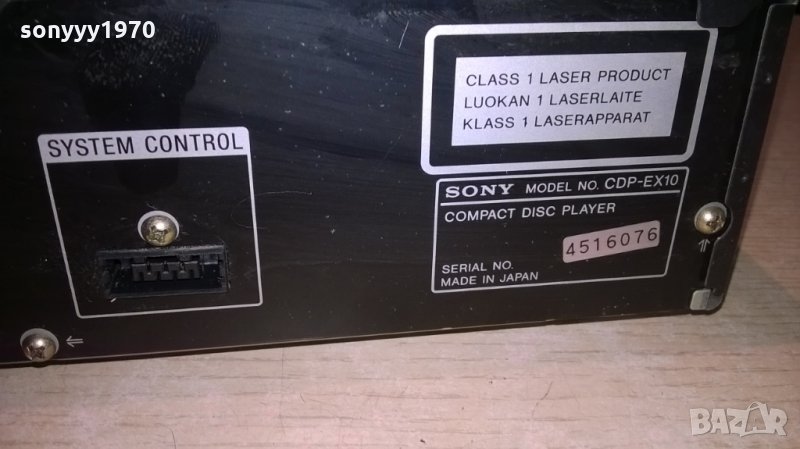 sonyyy1970
SYSTEM CONTROL
CLASS 1 LASER PRODUCT
LUOKAN 1 LASERLAITE
KLASS 1 LASERAPPARAT
SONY MODEL NO. CDP-EX10
COMPACT DISC PLAYER
4516076
SERIAL NO.
MADE IN JAPAN
BAZAR